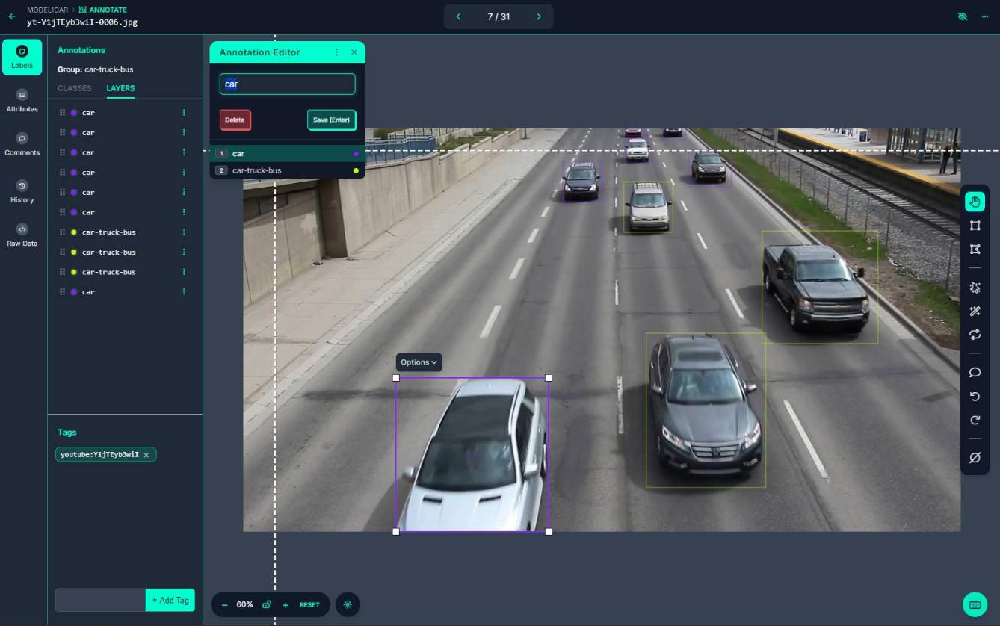 MODEL1CAR > ANNOTATE
yt-Y1jTEyb3wiI-0006.jpg
7 / 31
Labels
Attributes
Comments
History
Raw Data
Annotations
Group: car-truck-bus
CLASSES LAYERS
car
car
car
car
car
car
car-truck-bus
car-truck-bus
car-truck-bus
car
Tags
youtube:Y1jTEyb3wiI ×
+ Add Tag
Annotation Editor
car
Delete Save (Enter)
1 car
2 car-truck-bus
Options
60% RESET